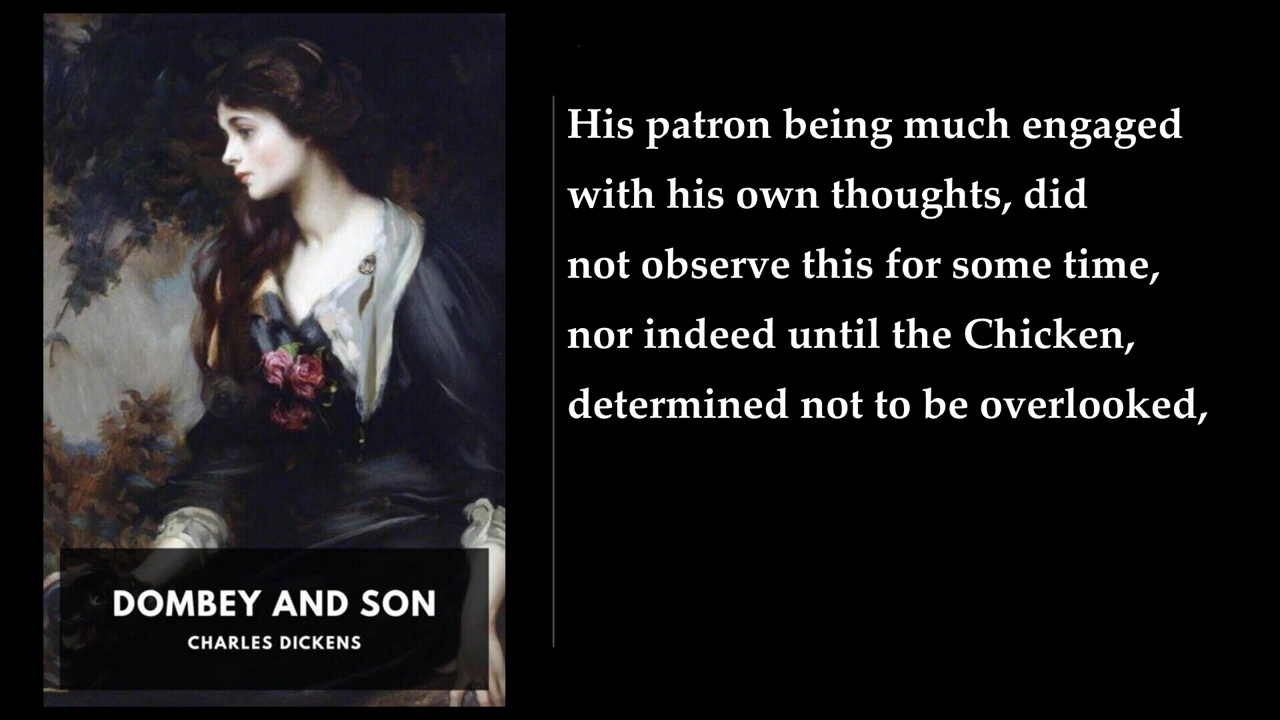 His patron being much engaged
with his own thoughts, did
not observe this for some time,
nor indeed until the Chicken,
determined not to be overlooked,
DOMBEY AND SON
CHARLES DICKENS